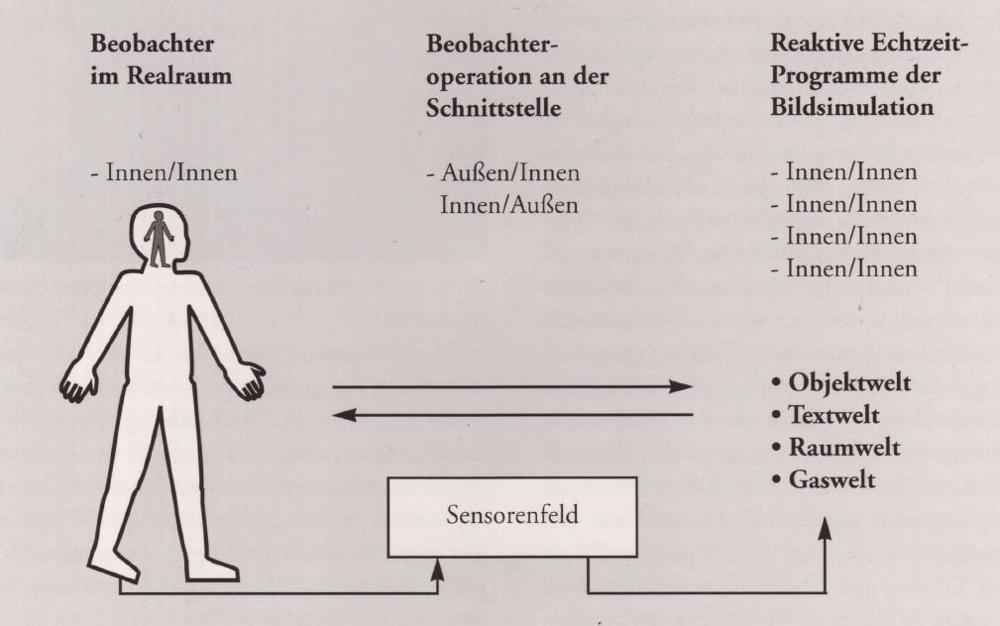 Beobachter
im Realraum
- Innen/Innen
Beobachter-
operation an der
Schnittstelle
- Außen/Innen
Innen/Außen
Reaktive Echtzeit-
Programme der
Bildsimulation
- Innen/Innen
- Innen/Innen
- Innen/Innen
- Innen/Innen
• Objektwelt
• Textwelt
• Raumwelt
• Gaswelt
Sensorenfeld